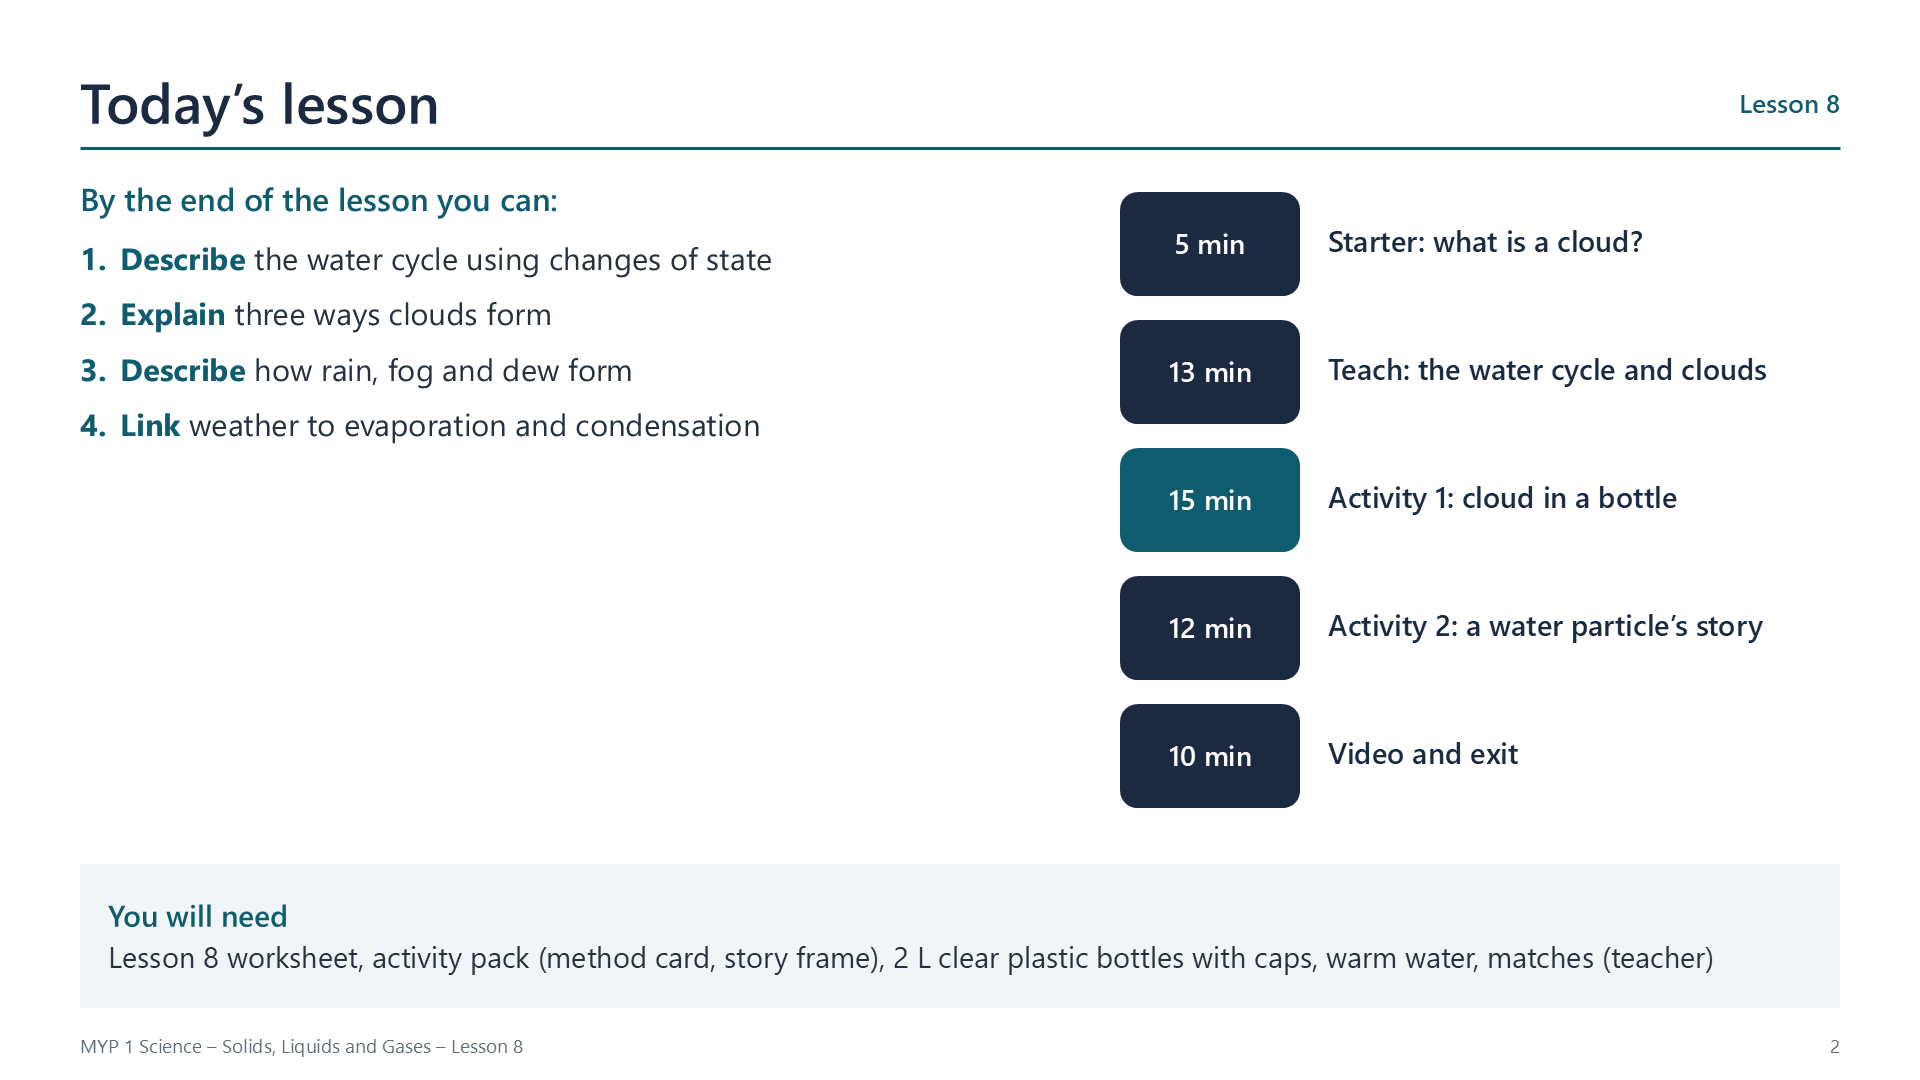 Today’s lesson
Lesson 8
By the end of the lesson you can:
1. Describe the water cycle using changes of state
2. Explain three ways clouds form
3. Describe how rain, fog and dew form
4. Link weather to evaporation and condensation
5 min
Starter: what is a cloud?
13 min
Teach: the water cycle and clouds
15 min
Activity 1: cloud in a bottle
12 min
Activity 2: a water particle’s story
10 min
Video and exit
You will need
Lesson 8 worksheet, activity pack (method card, story frame), 2 L clear plastic bottles with caps, warm water, matches (teacher)
MYP 1 Science – Solids, Liquids and Gases – Lesson 8
2